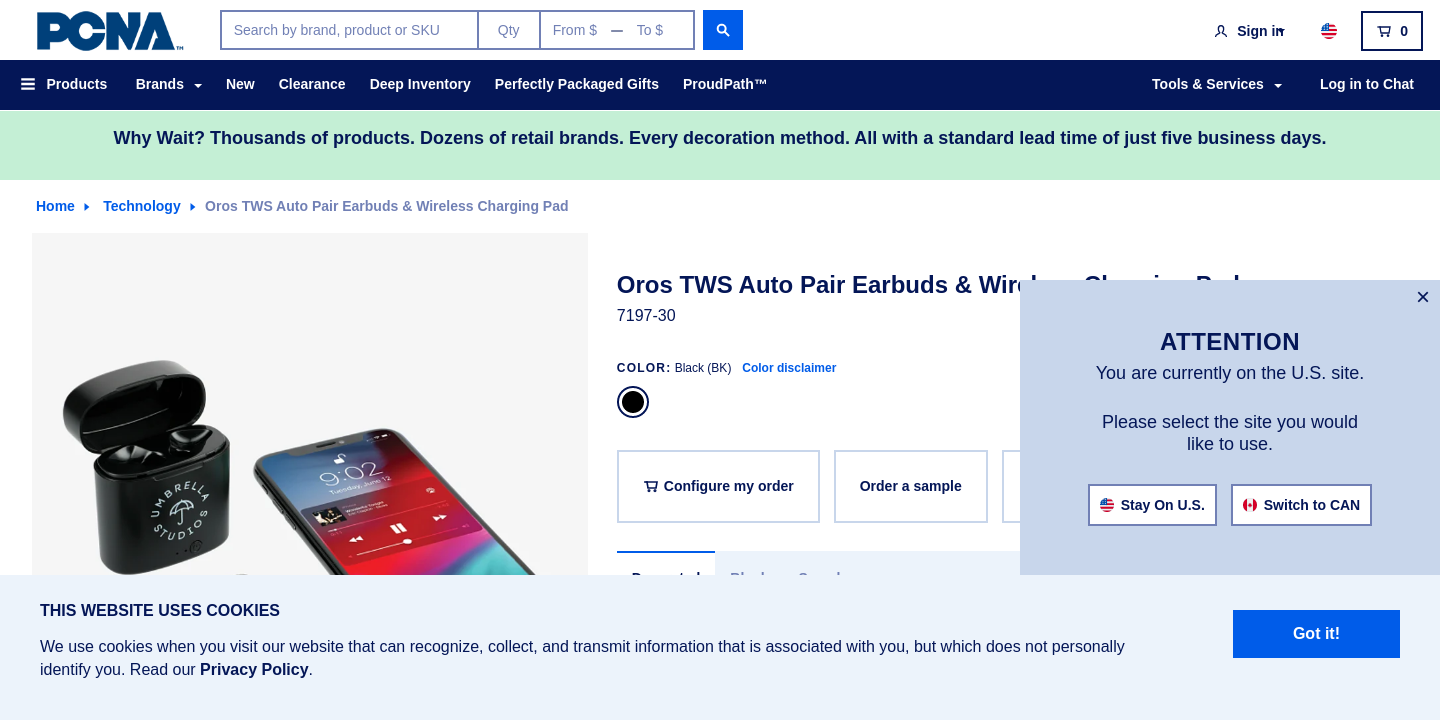 PCNA™
Search by brand, product or SKU
Qty
From $ — To $
Sign in
0
Products
Brands
New
Clearance
Deep Inventory
Perfectly Packaged Gifts
ProudPath™
Tools & Services
Log in to Chat
Why Wait? Thousands of products. Dozens of retail brands. Every decoration method. All with a standard lead time of just five business days.
Home
Technology
Oros TWS Auto Pair Earbuds & Wireless Charging Pad
Oros TWS Auto Pair Earbuds & Wireless Charging Pad
7197-30
COLOR: Black (BK)
Color disclaimer
Configure my order
Order a sample
UMBRELLA
STUDIOS
9:02
Tuesday, June 12
ATTENTION
You are currently on the U.S. site.
Please select the site you would
like to use.
Stay On U.S.
Switch to CAN
THIS WEBSITE USES COOKIES
We use cookies when you visit our website that can recognize, collect, and transmit information that is associated with you, but which does not personally
identify you. Read our Privacy Policy.
Got it!